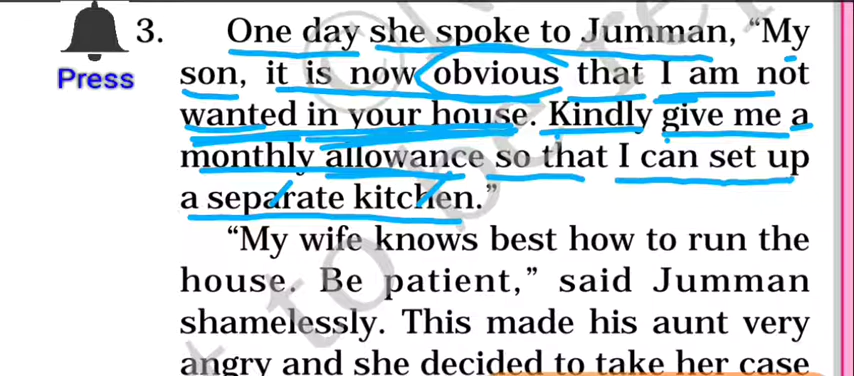 3. One day she spoke to Jumman, “My
son, it is now obvious that I am not
wanted in your house. Kindly give me a
monthly allowance so that I can set up
a separate kitchen.”
“My wife knows best how to run the
house. Be patient,” said Jumman
shamelessly. This made his aunt very
angry and she decided to take her case
Press